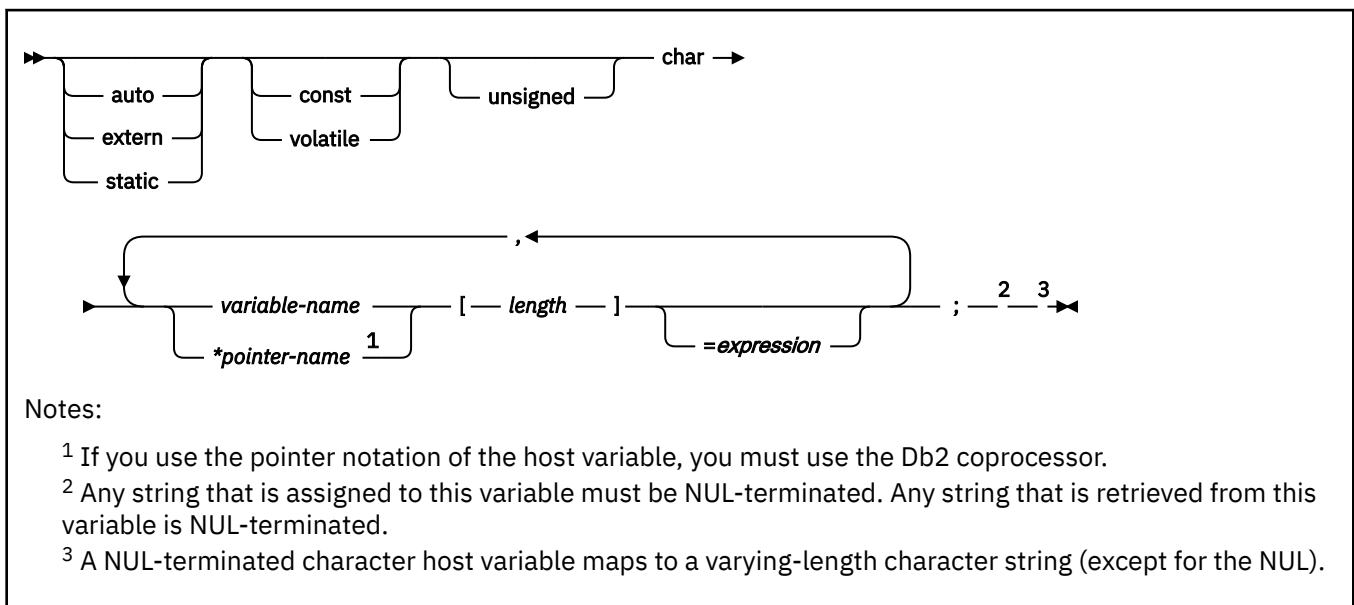 char
auto const unsigned
extern volatile
static
,
variable-name [ length ] ; 2 3
*pointer-name 1 =expression
Notes:
1 If you use the pointer notation of the host variable, you must use the Db2 coprocessor.
2 Any string that is assigned to this variable must be NUL-terminated. Any string that is retrieved from this
variable is NUL-terminated.
3 A NUL-terminated character host variable maps to a varying-length character string (except for the NUL).